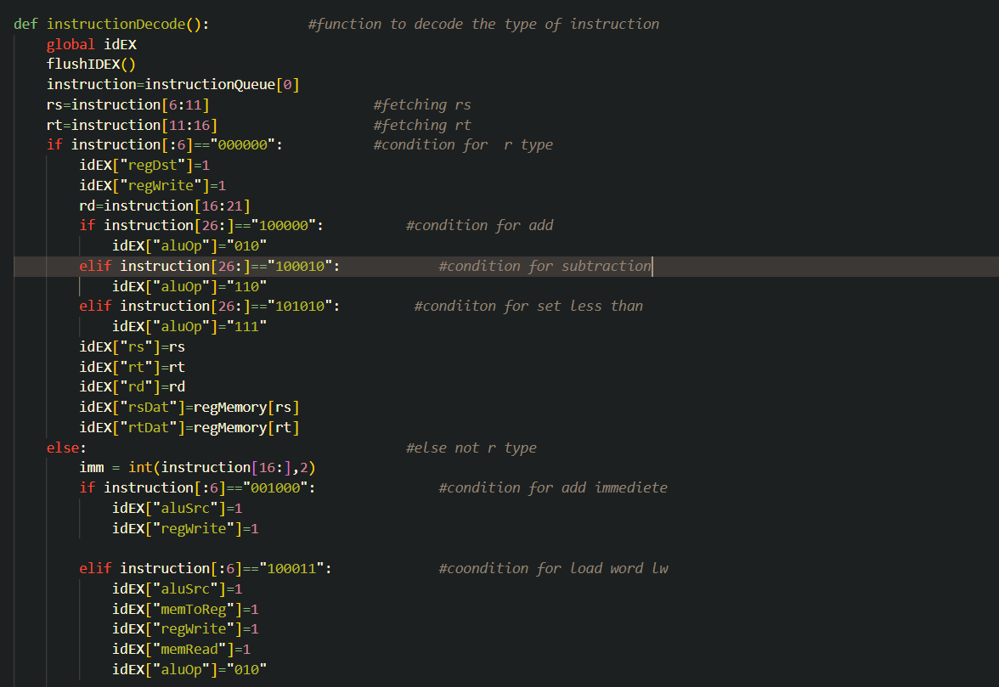 def instructionDecode():            #function to decode the type of instruction
    global idEX
    flushIDEX()
    instruction=instructionQueue[0]
    rs=instruction[6:11]                    #fetching rs
    rt=instruction[11:16]                   #fetching rt
    if instruction[:6]=="000000":           #condition for  r type
        idEX["regDst"]=1
        idEX["regWrite"]=1
        rd=instruction[16:21]
        if instruction[26:]=="100000":          #condition for add
            idEX["aluOp"]="010"
        elif instruction[26:]=="100010":            #condition for subtraction
            idEX["aluOp"]="110"
        elif instruction[26:]=="101010":         #condiiton for set less than
            idEX["aluOp"]="111"
        idEX["rs"]=rs
        idEX["rt"]=rt
        idEX["rd"]=rd
        idEX["rsDat"]=regMemory[rs]
        idEX["rtDat"]=regMemory[rt]
    else:                                       #else not r type
        imm = int(instruction[16:],2)
        if instruction[:6]=="001000":               #condition for add immediete
            idEX["aluSrc"]=1
            idEX["regWrite"]=1
        elif instruction[:6]=="100011":             #coondition for load word lw
            idEX["aluSrc"]=1
            idEX["memToReg"]=1
            idEX["regWrite"]=1
            idEX["memRead"]=1
            idEX["aluOp"]="010"